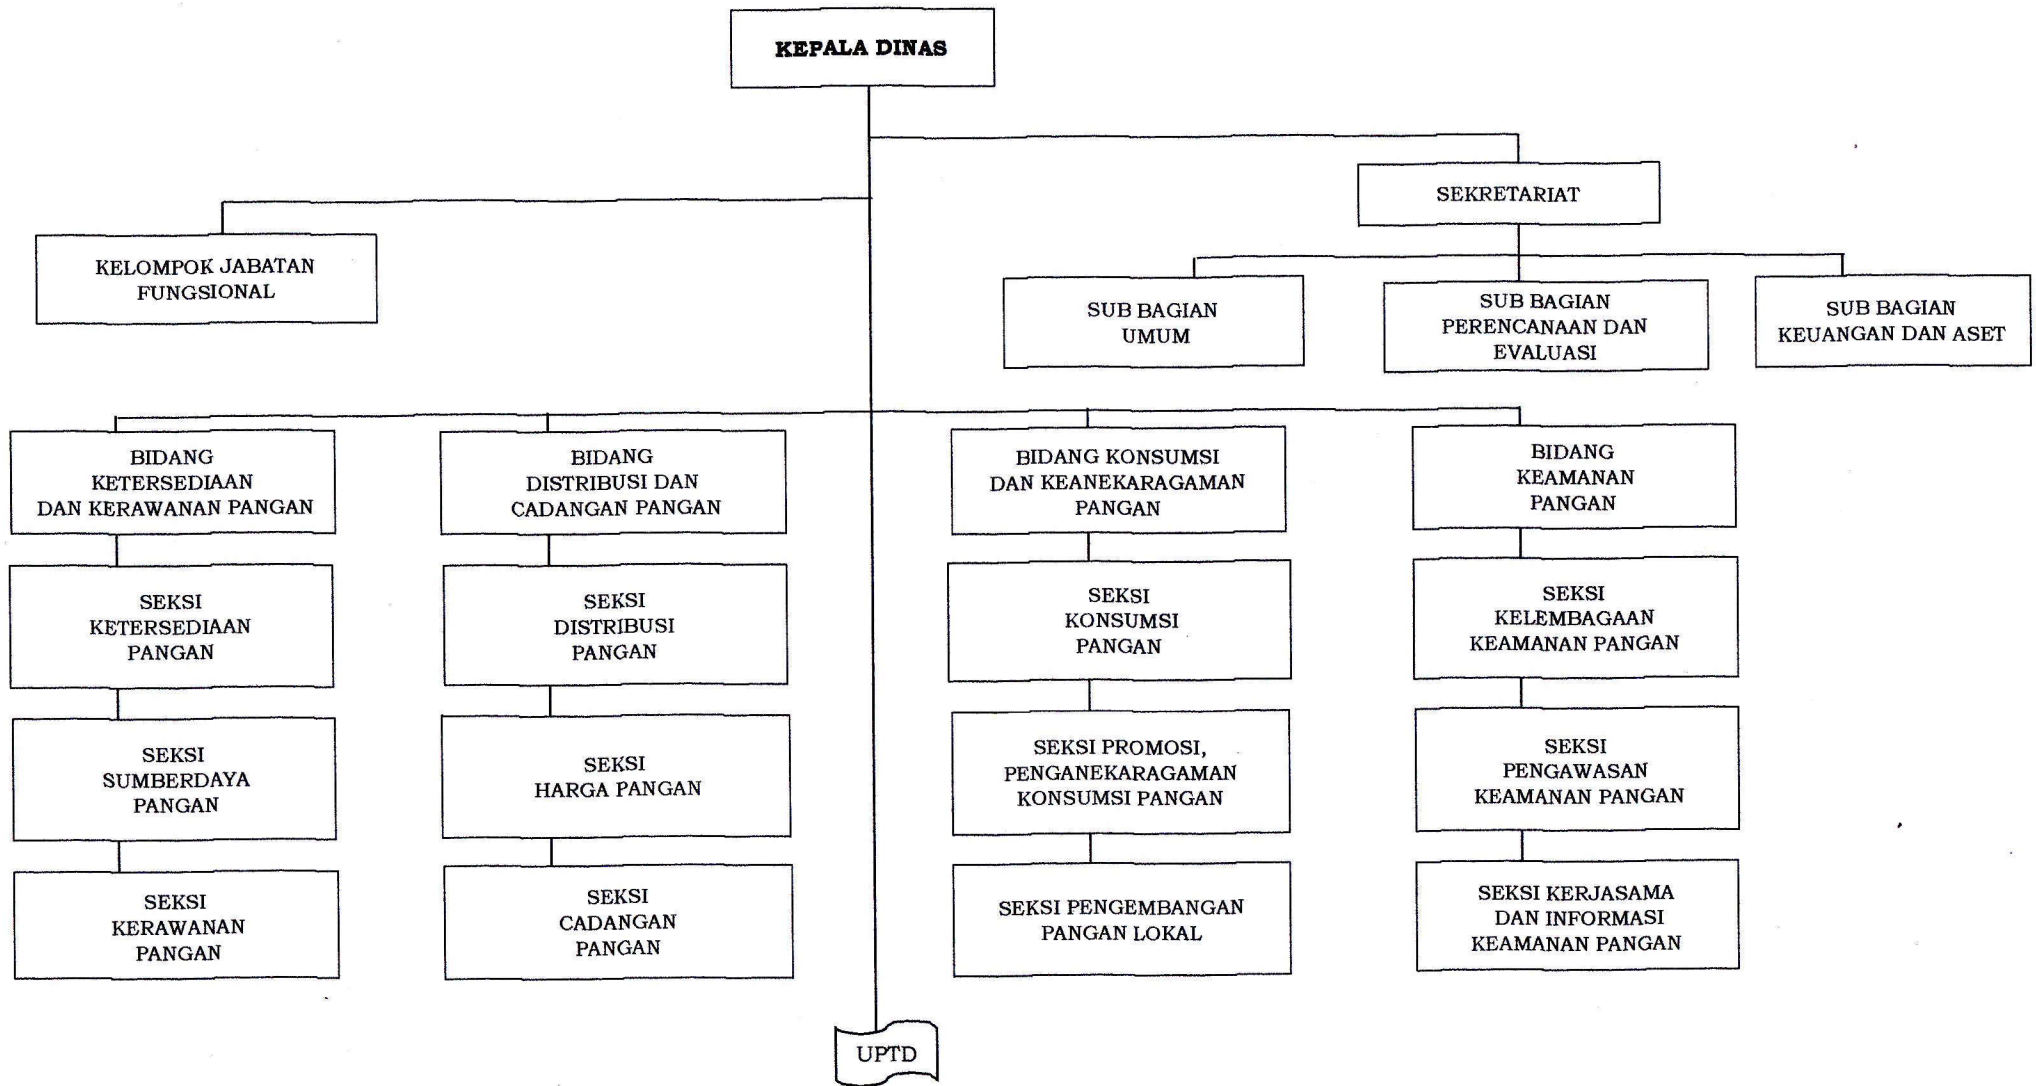 KEPALA DINAS
SEKRETARIAT
KELOMPOK JABATAN
FUNGSIONAL
SUB BAGIAN
UMUM
SUB BAGIAN
PERENCANAAN DAN
EVALUASI
SUB BAGIAN
KEUANGAN DAN ASET
BIDANG
KETERSEDIAAN
DAN KERAWANAN PANGAN
BIDANG
DISTRIBUSI DAN
CADANGAN PANGAN
BIDANG KONSUMSI
DAN KEANEKARAGAMAN
PANGAN
BIDANG
KEAMANAN
PANGAN
SEKSI
KETERSEDIAAN
PANGAN
SEKSI
DISTRIBUSI
PANGAN
SEKSI
KONSUMSI
PANGAN
SEKSI
KELEMBAGAAN
KEAMANAN PANGAN
SEKSI
SUMBERDAYA
PANGAN
SEKSI
HARGA PANGAN
SEKSI PROMOSI,
PENGANEKARAGAMAN
KONSUMSI PANGAN
SEKSI
PENGAWASAN
KEAMANAN PANGAN
SEKSI
KERAWANAN
PANGAN
SEKSI
CADANGAN
PANGAN
SEKSI PENGEMBANGAN
PANGAN LOKAL
SEKSI KERJASAMA
DAN INFORMASI
KEAMANAN PANGAN
UPTD